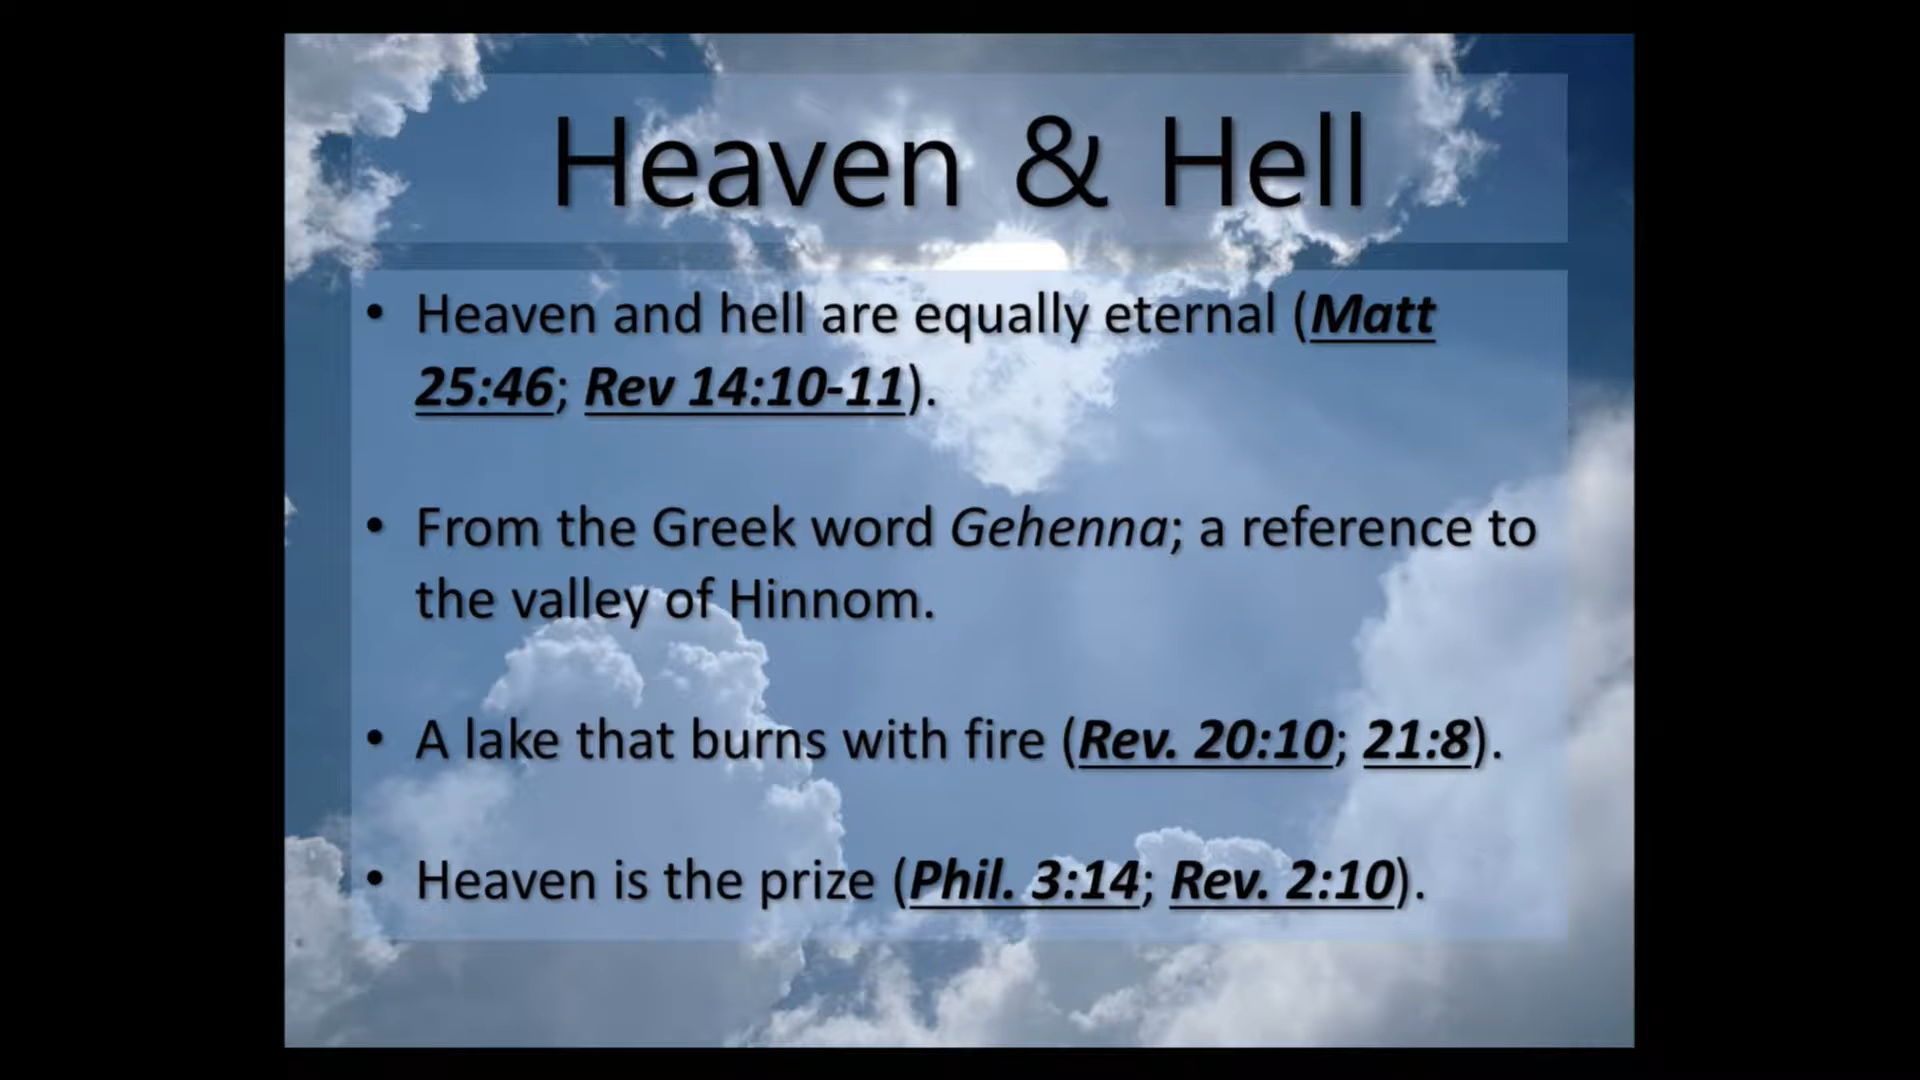 Heaven & Hell
• Heaven and hell are equally eternal (Matt
25:46; Rev 14:10-11).
• From the Greek word Gehenna; a reference to
the valley of Hinnom.
• A lake that burns with fire (Rev. 20:10; 21:8).
• Heaven is the prize (Phil. 3:14; Rev. 2:10).